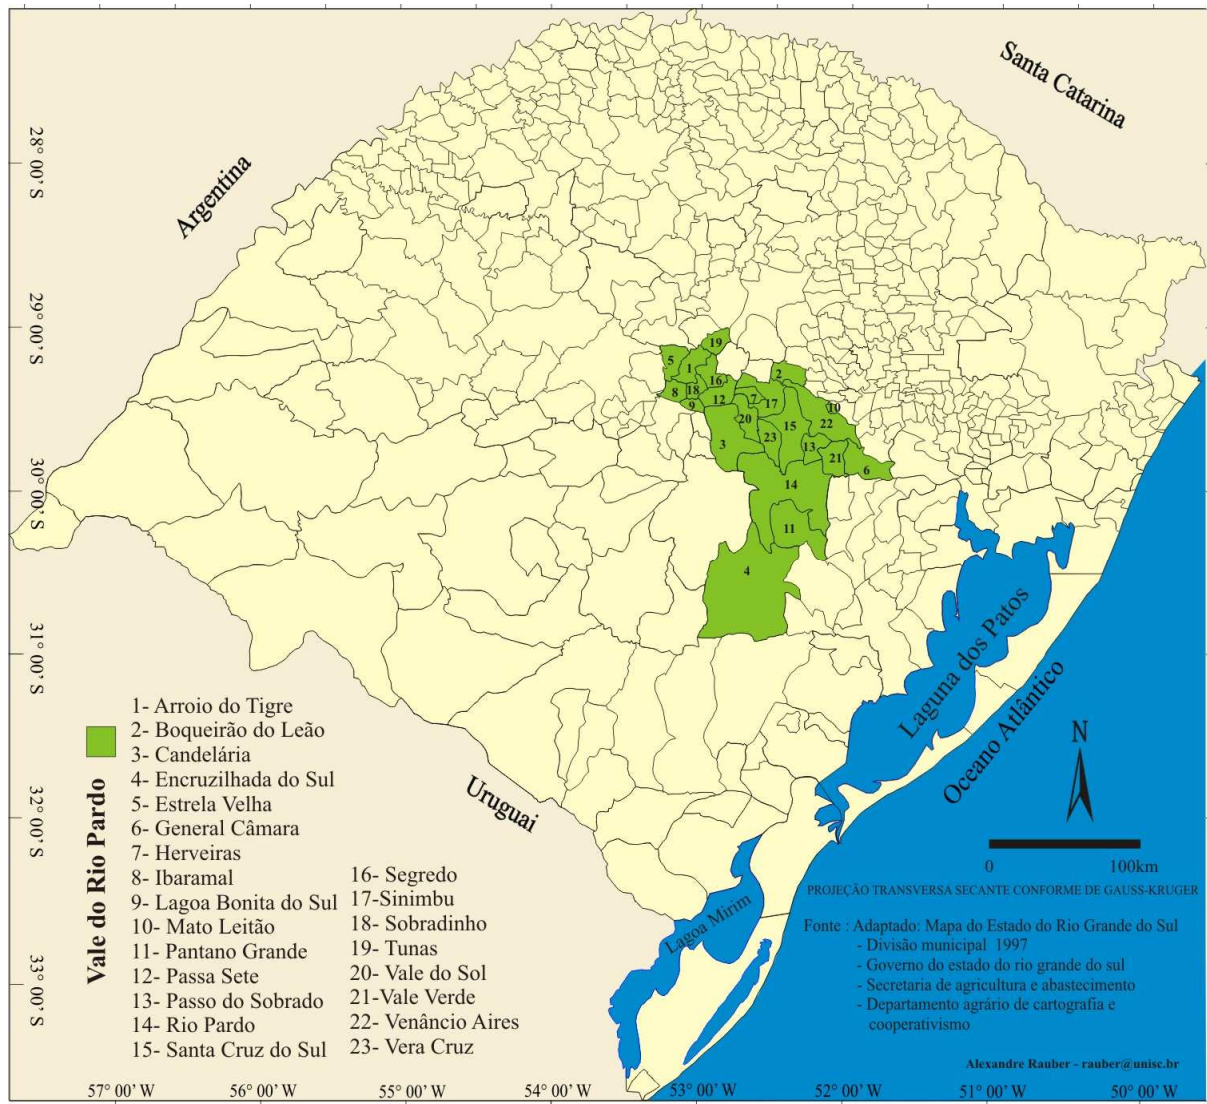 Santa Catarina
Argentina
28° 00' S
29° 00' S
30° 00' S
31° 00' S
32° 00' S
33° 00' S
19
5
1
2
16
8
18
12
7
17
9
10
20
15
22
3
23
13
21
6
14
11
4
Laguna dos Patos
Oceano Atlântico
Uruguai
Lagoa Mirim
N
0 100km
Vale do Rio Pardo
1- Arroio do Tigre
2- Boqueirão do Leão
3- Candelária
4- Encruzilhada do Sul
5- Estrela Velha
6- General Câmara
7- Herveiras
8- Ibaramal
9- Lagoa Bonita do Sul
10- Mato Leitão
11- Pantano Grande
12- Passa Sete
13- Passo do Sobrado
14- Rio Pardo
15- Santa Cruz do Sul
16- Segredo
17-Sinimbu
18- Sobradinho
19- Tunas
20- Vale do Sol
21-Vale Verde
22- Venâncio Aires
23- Vera Cruz
PROJEÇÃO TRANSVERSA SECANTE CONFORME DE GAUSS-KRUGER
Fonte : Adaptado: Mapa do Estado do Rio Grande do Sul
- Divisão municipal 1997
- Governo do estado do rio grande do sul
- Secretaria de agricultura e abastecimento
- Departamento agrário de cartografia e
cooperativismo
Alexandre Rauber - rauber@unisc.br
57° 00' W 56° 00' W 55° 00' W 54° 00' W 53° 00' W 52° 00' W 51° 00' W 50° 00' W